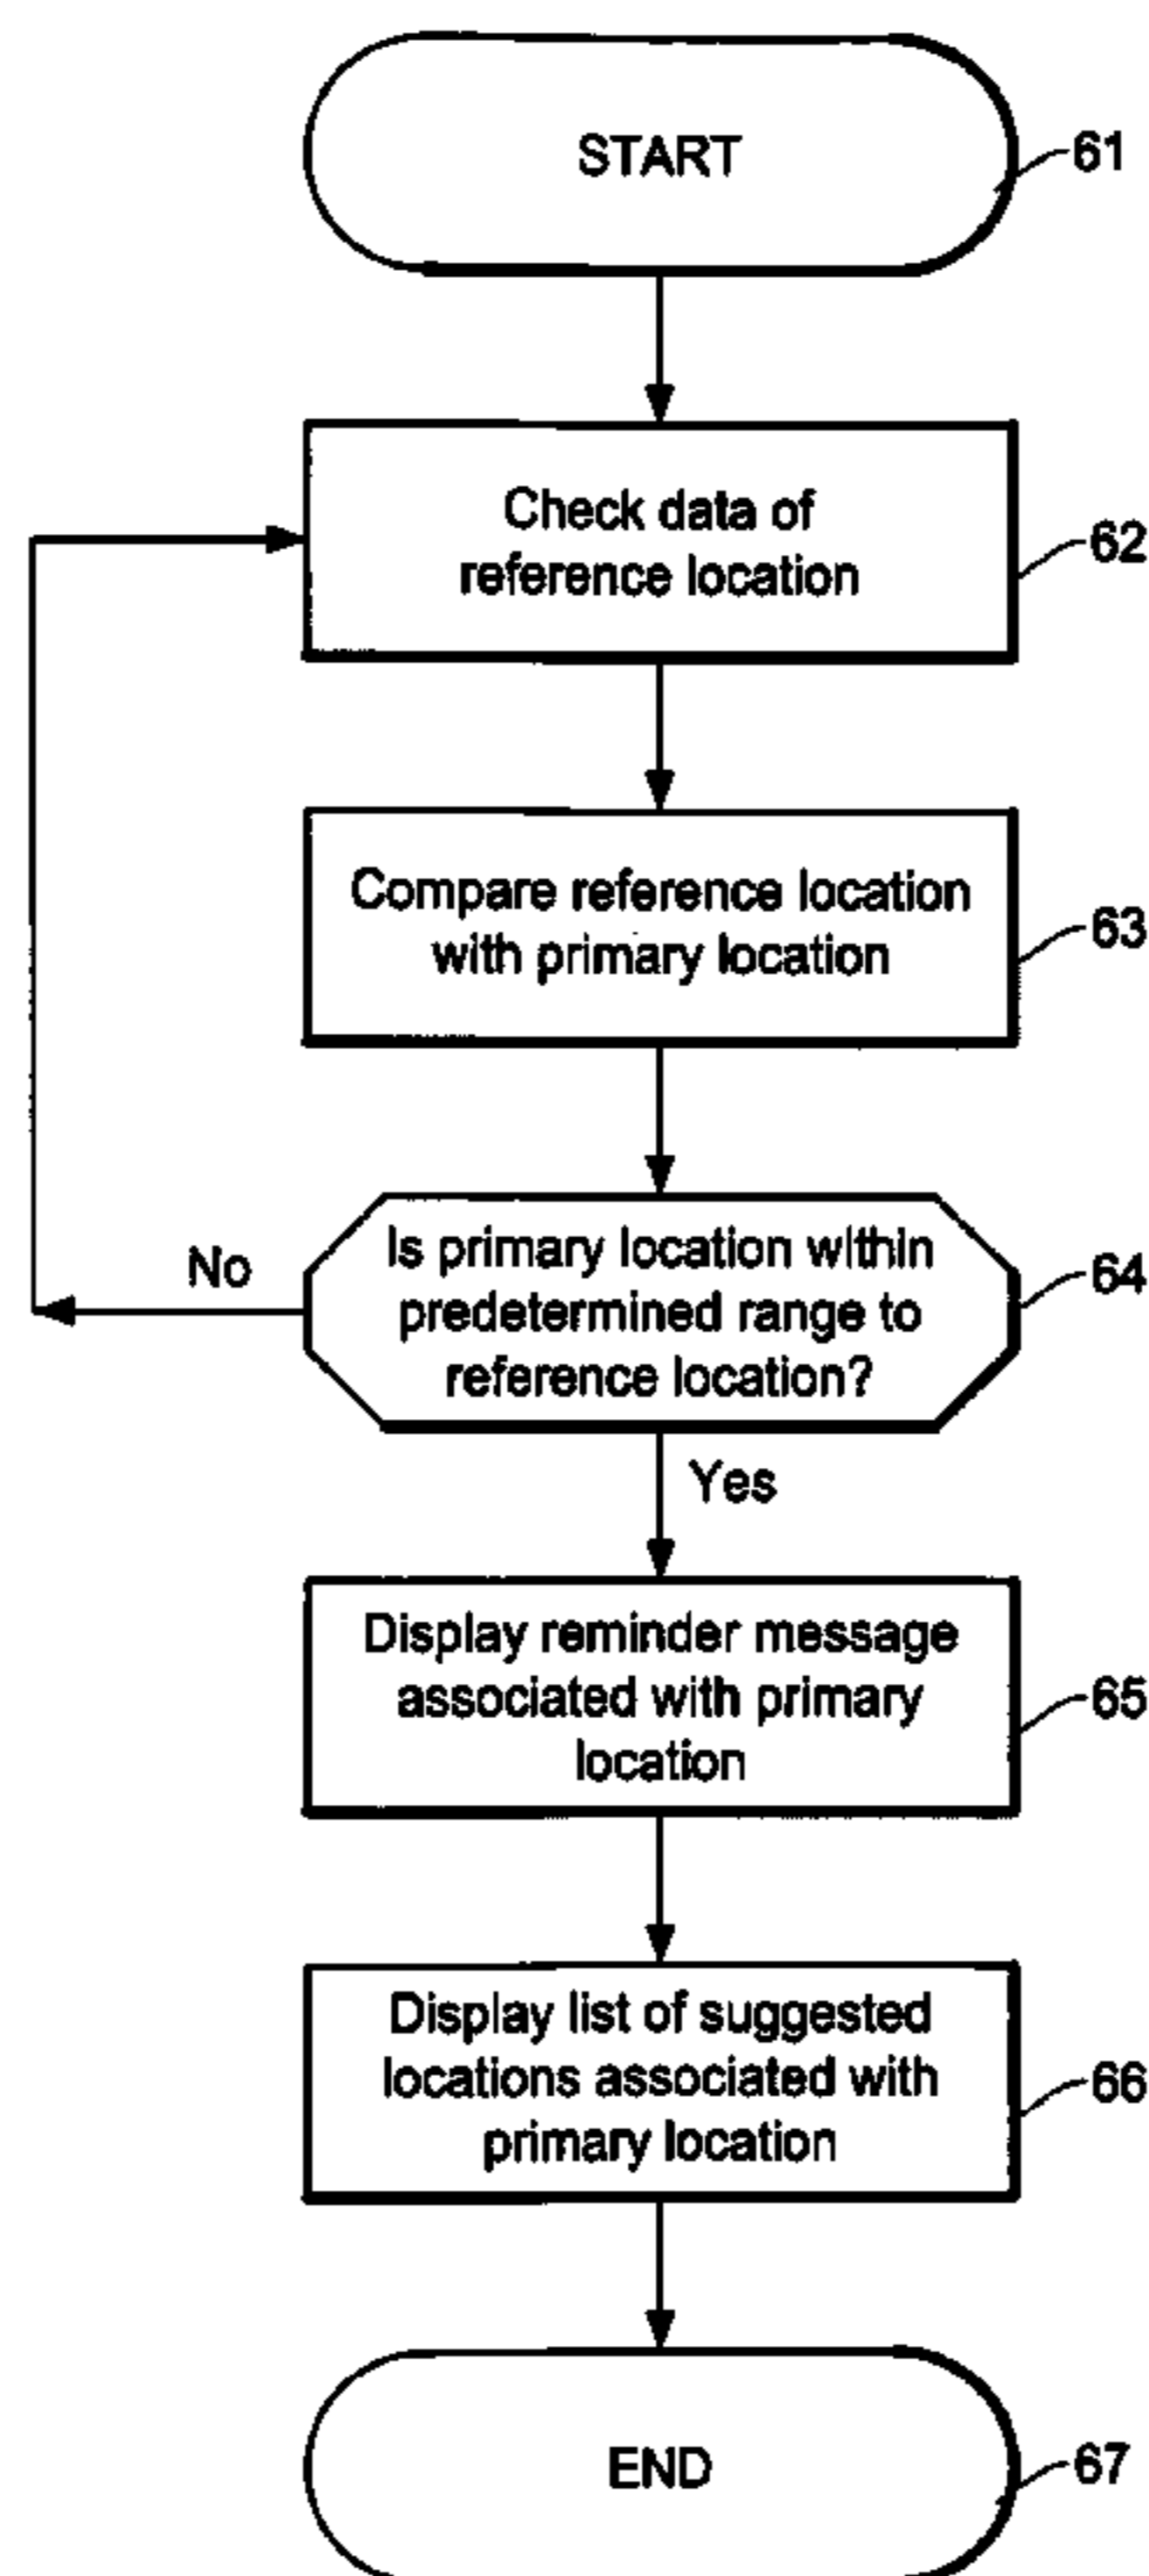 START
61
Check data of
reference location
62
Compare reference location
with primary location
63
Is primary location within
predetermined range to
reference location?
64
No
Yes
Display reminder message
associated with primary
location
65
Display list of suggested
locations associated with
primary location
66
END
67